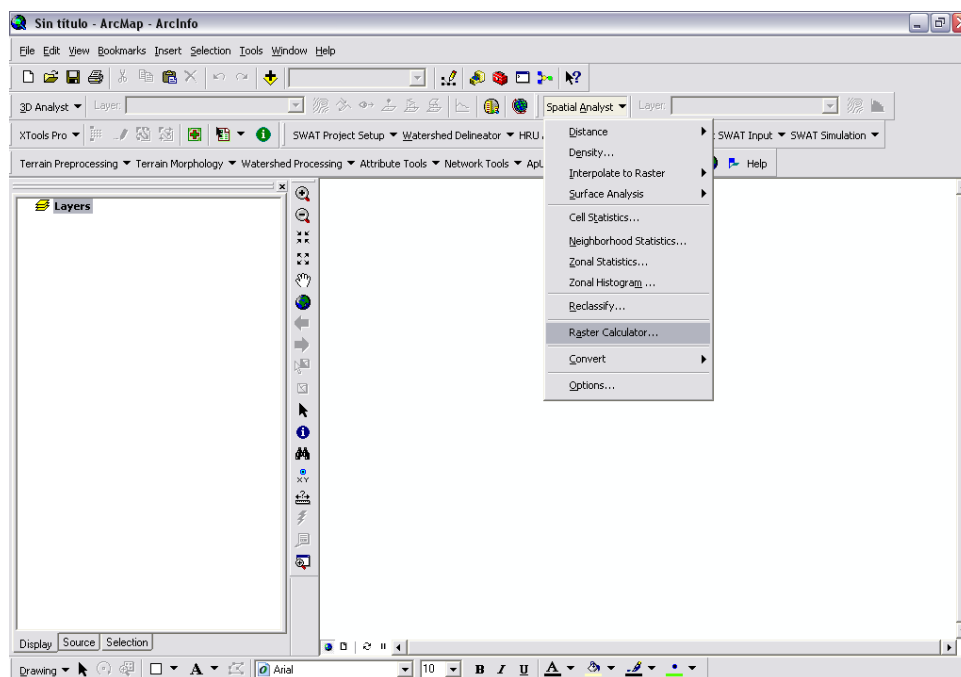 Sin título - ArcMap - ArcInfo
File Edit View Bookmarks Insert Selection Tools Window Help
3D Analyst Layer: Spatial Analyst Layer:
XTools Pro SWAT Project Setup Watershed Delineator HRU SWAT Input SWAT Simulation
Terrain Preprocessing Terrain Morphology Watershed Processing Attribute Tools Network Tools ApU Help
Distance
Density...
Interpolate to Raster
Surface Analysis
Cell Statistics...
Neighborhood Statistics...
Zonal Statistics...
Zonal Histogram ...
Reclassify...
Raster Calculator...
Convert
Options...
Layers
XY
Display Source Selection
Drawing A Arial 10 B I U A